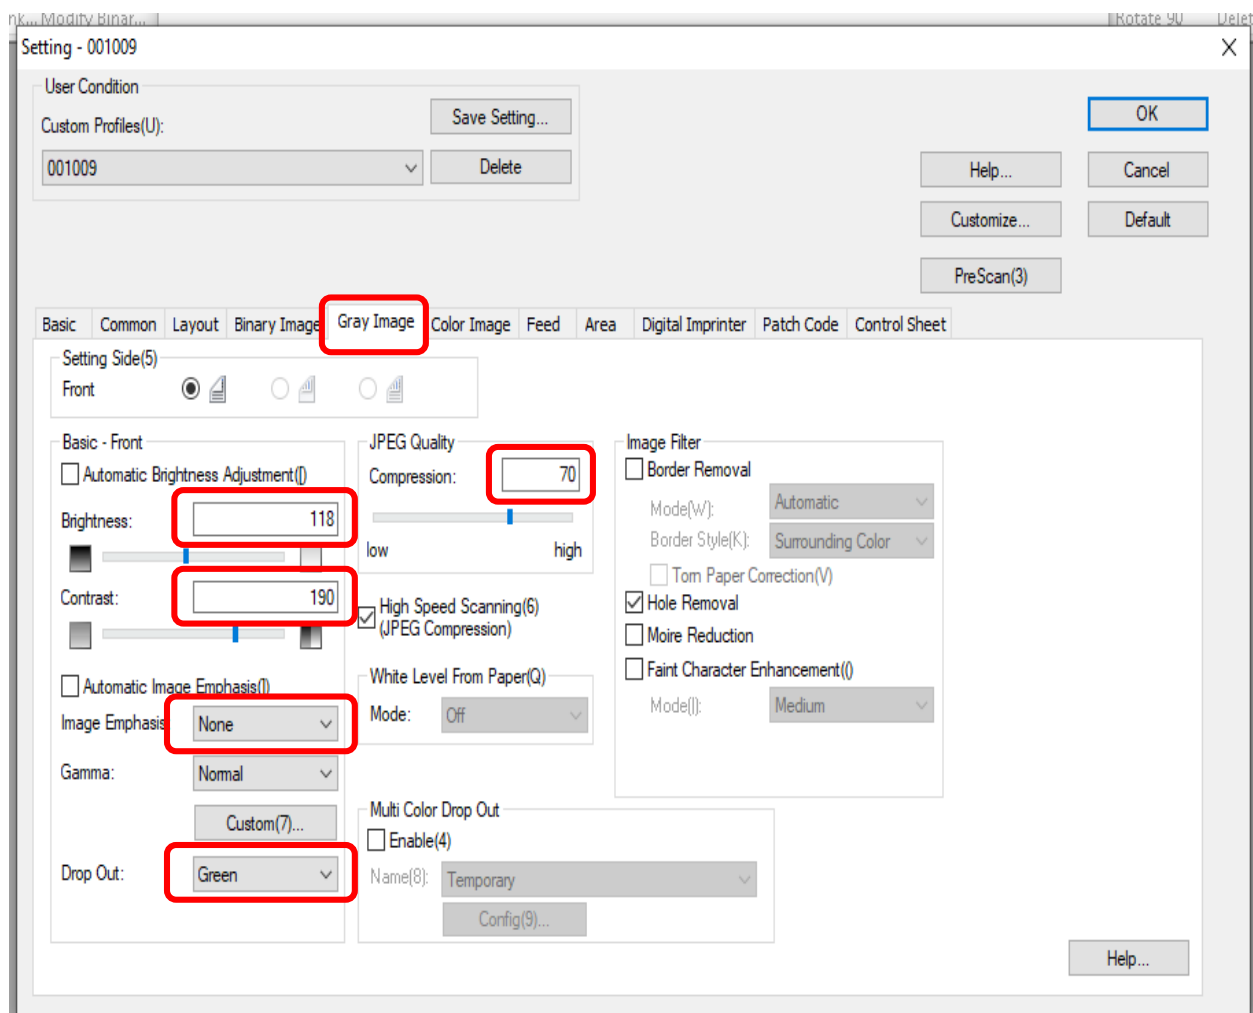 nk... Modify Binar...
Rotate 90 Delet
Setting - 001009
User Condition
Custom Profiles(U):
Save Setting...
001009
Delete
OK
Help...
Cancel
Customize...
Default
PreScan(3)
Basic Common Layout Binary Image Gray Image Color Image Feed Area Digital Imprinter Patch Code Control Sheet
Setting Side(5)
Front
Basic - Front
Automatic Brightness Adjustment([)
Brightness:
118
Contrast:
190
Automatic Image Emphasis(])
Image Emphasis
None
Gamma:
Normal
Custom(7)...
Drop Out:
Green
JPEG Quality
Compression:
70
low high
High Speed Scanning(6)
(JPEG Compression)
White Level From Paper(Q)
Mode:
Off
Multi Color Drop Out
Enable(4)
Name(8):
Temporary
Config(9)...
Image Filter
Border Removal
Mode(W):
Automatic
Border Style(K):
Surrounding Color
Torn Paper Correction(V)
Hole Removal
Moire Reduction
Faint Character Enhancement(()
Mode(I):
Medium
Help...